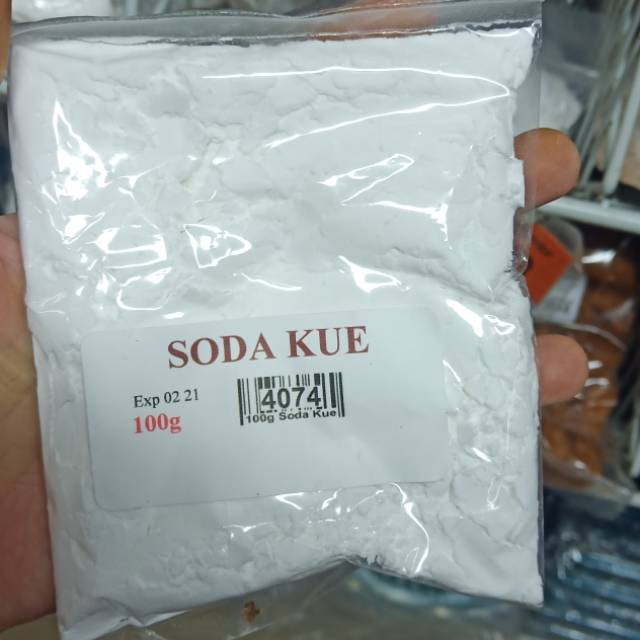 SODA KUE
Exp 02 21
4074
100g
100g Soda Kue